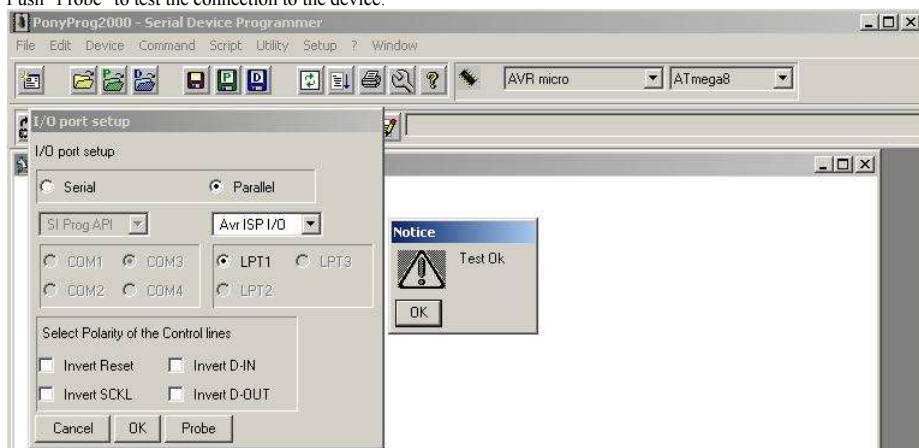 Push "Probe" to test the connection to the device.
PonyProg2000 - Serial Device Programmer
File Edit Device Command Script Utility Setup ? Window
AVR micro ATmega8
I/O port setup
I/O port setup
Serial Parallel
SI Prog API Avr ISP I/O
COM1 COM3 LPT1 LPT3
COM2 COM4 LPT2
Select Polarity of the Control lines
Invert Reset Invert D-IN
Invert SCKL Invert D-OUT
Cancel OK Probe
Notice
Test Ok
OK